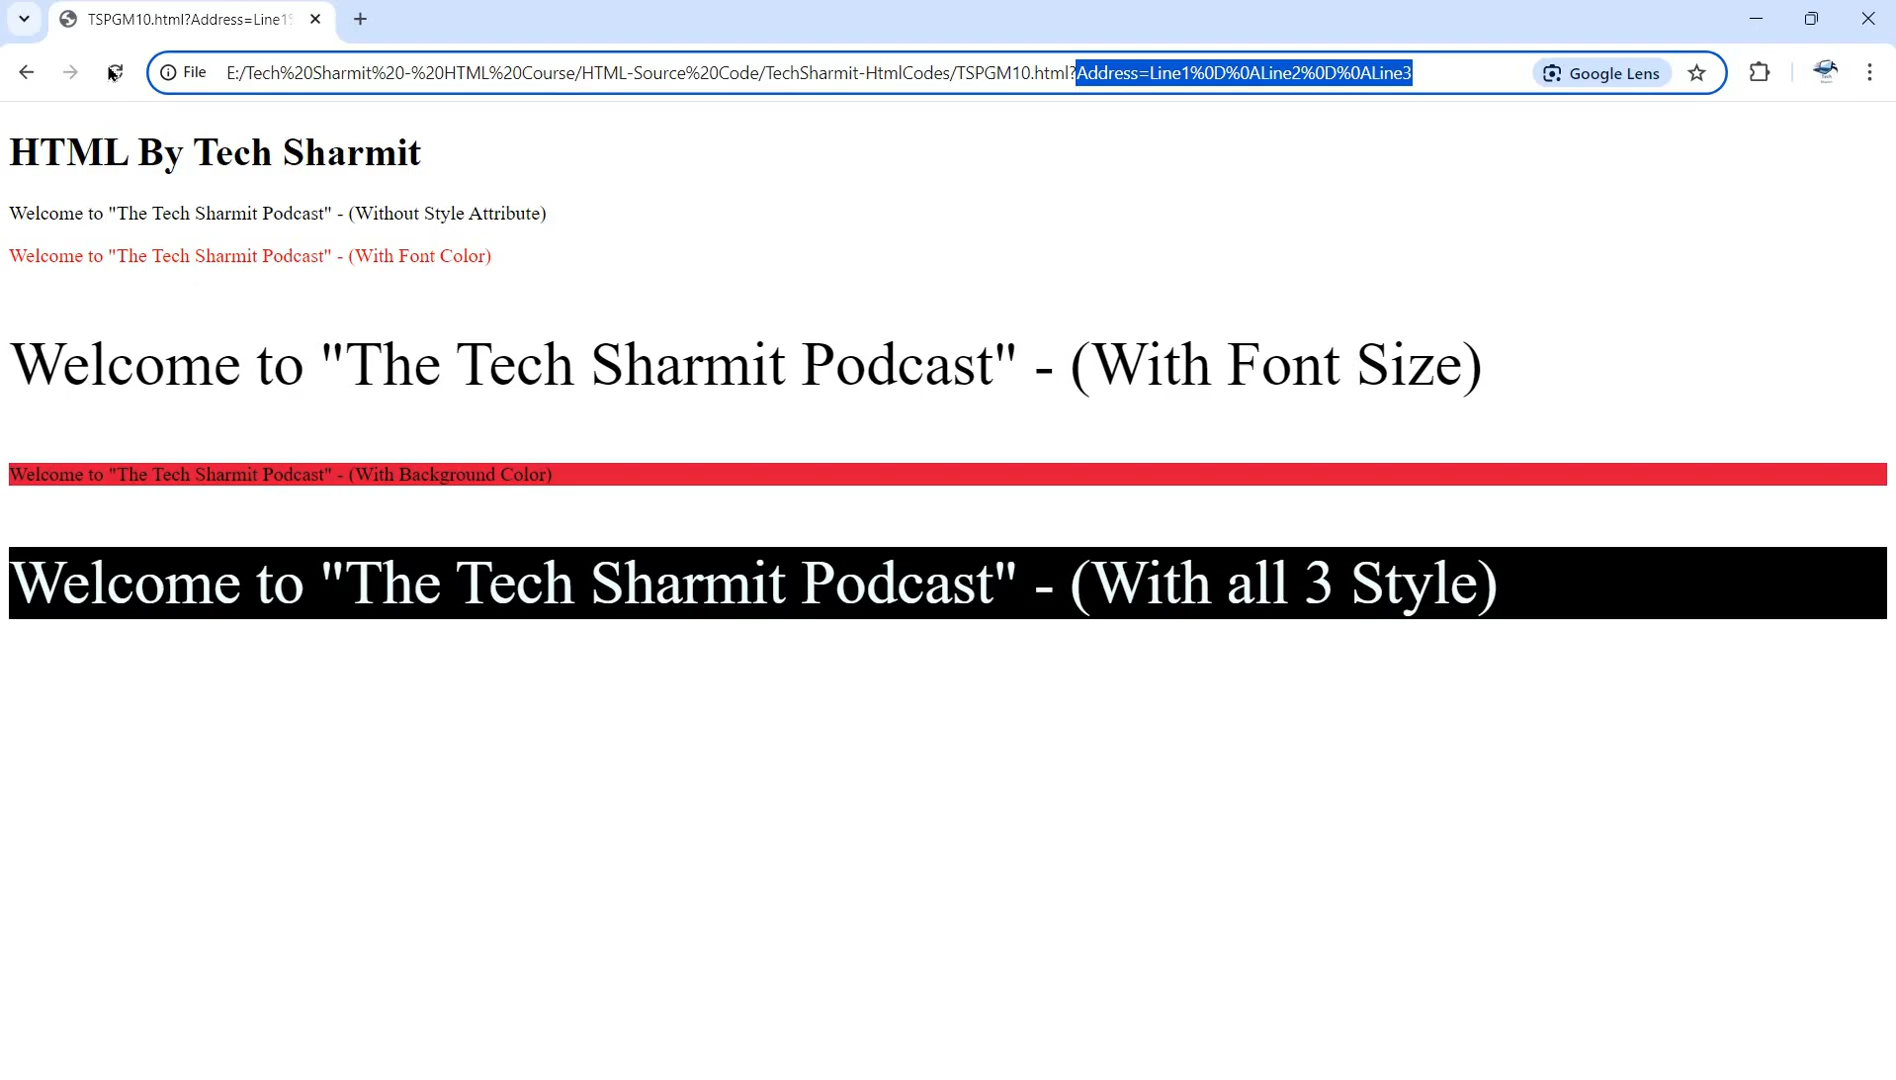 TSPGM10.html?Address=Line1%
File E:/Tech%20Sharmit%20-%20HTML%20Course/HTML-Source%20Code/TechSharmit-HtmlCodes/TSPGM10.html?Address=Line1%0D%0ALine2%0D%0ALine3 Google Lens
HTML By Tech Sharmit
Welcome to "The Tech Sharmit Podcast" - (Without Style Attribute)
Welcome to "The Tech Sharmit Podcast" - (With Font Color)
Welcome to "The Tech Sharmit Podcast" - (With Font Size)
Welcome to "The Tech Sharmit Podcast" - (With Background Color)
Welcome to "The Tech Sharmit Podcast" - (With all 3 Style)